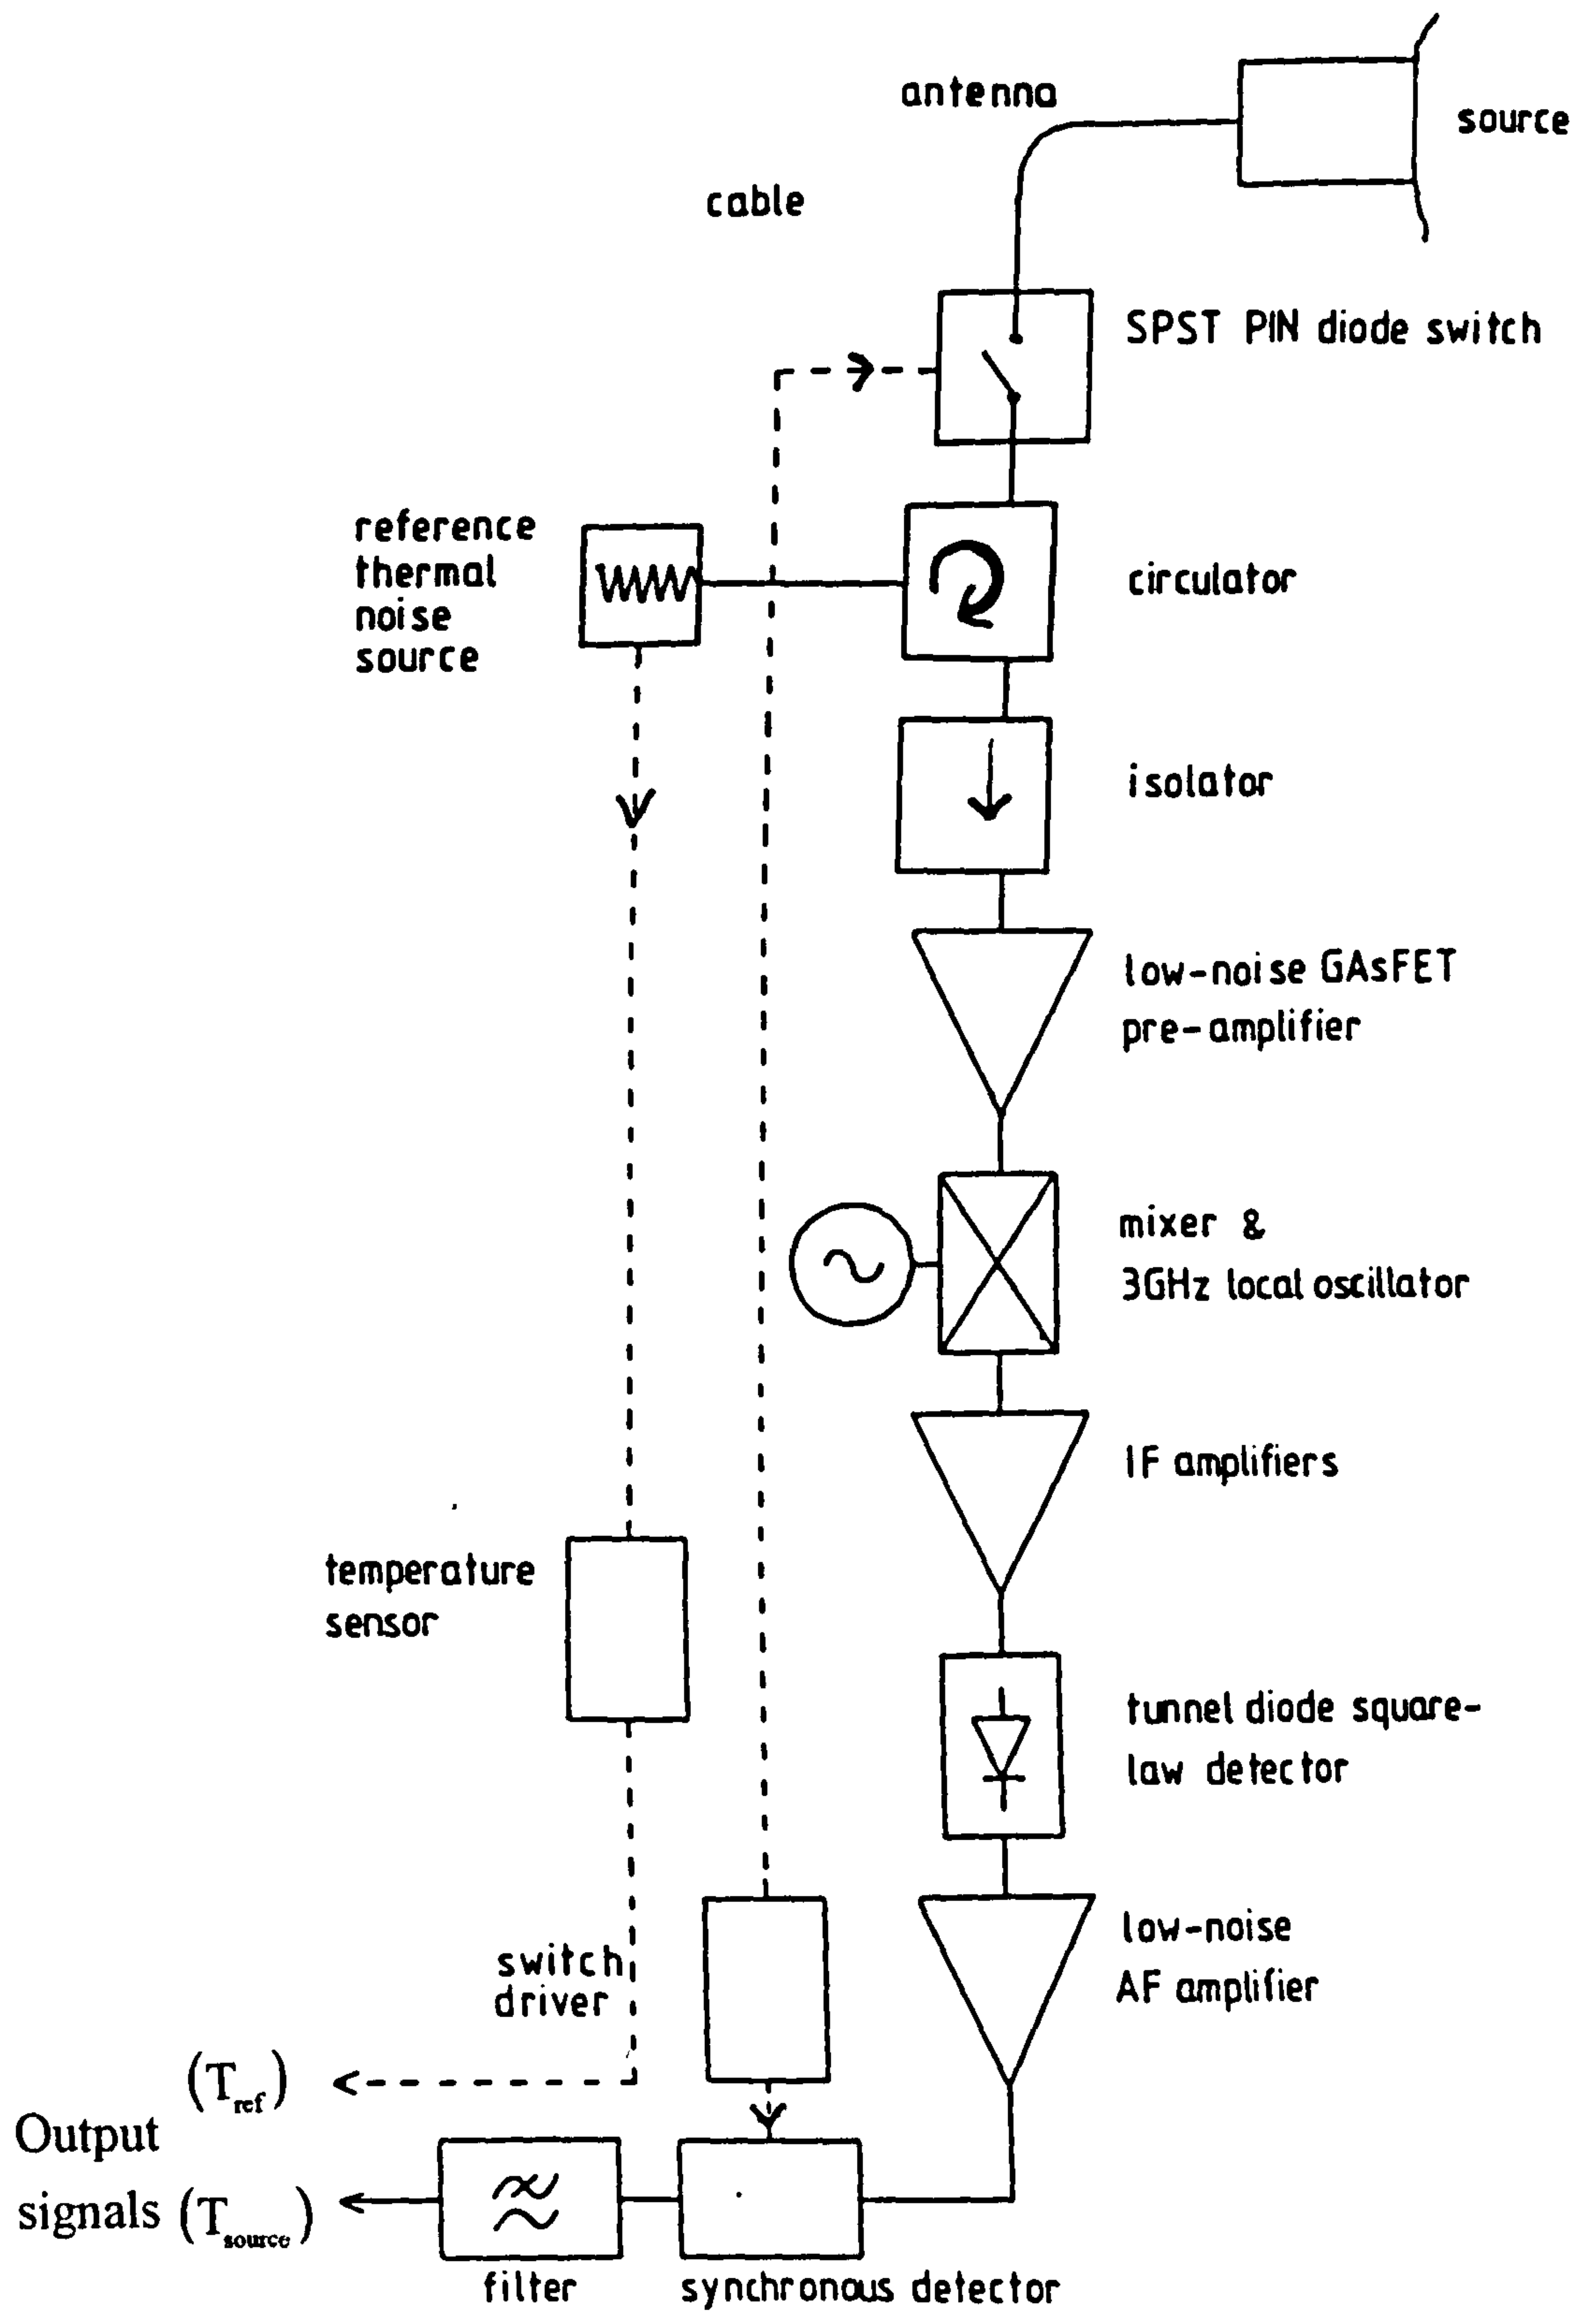 antenna
source
cable
SPST PIN diode switch
reference
thermal
noise
source
circulator
isolator
low-noise GAsFET
pre-amplifier
mixer &
3GHz local oscillator
IF amplifiers
temperature
sensor
tunnel diode square-
law detector
low-noise
AF amplifier
switch
driver
(Tref)
Output
signals (Tsource)
filter
synchronous detector